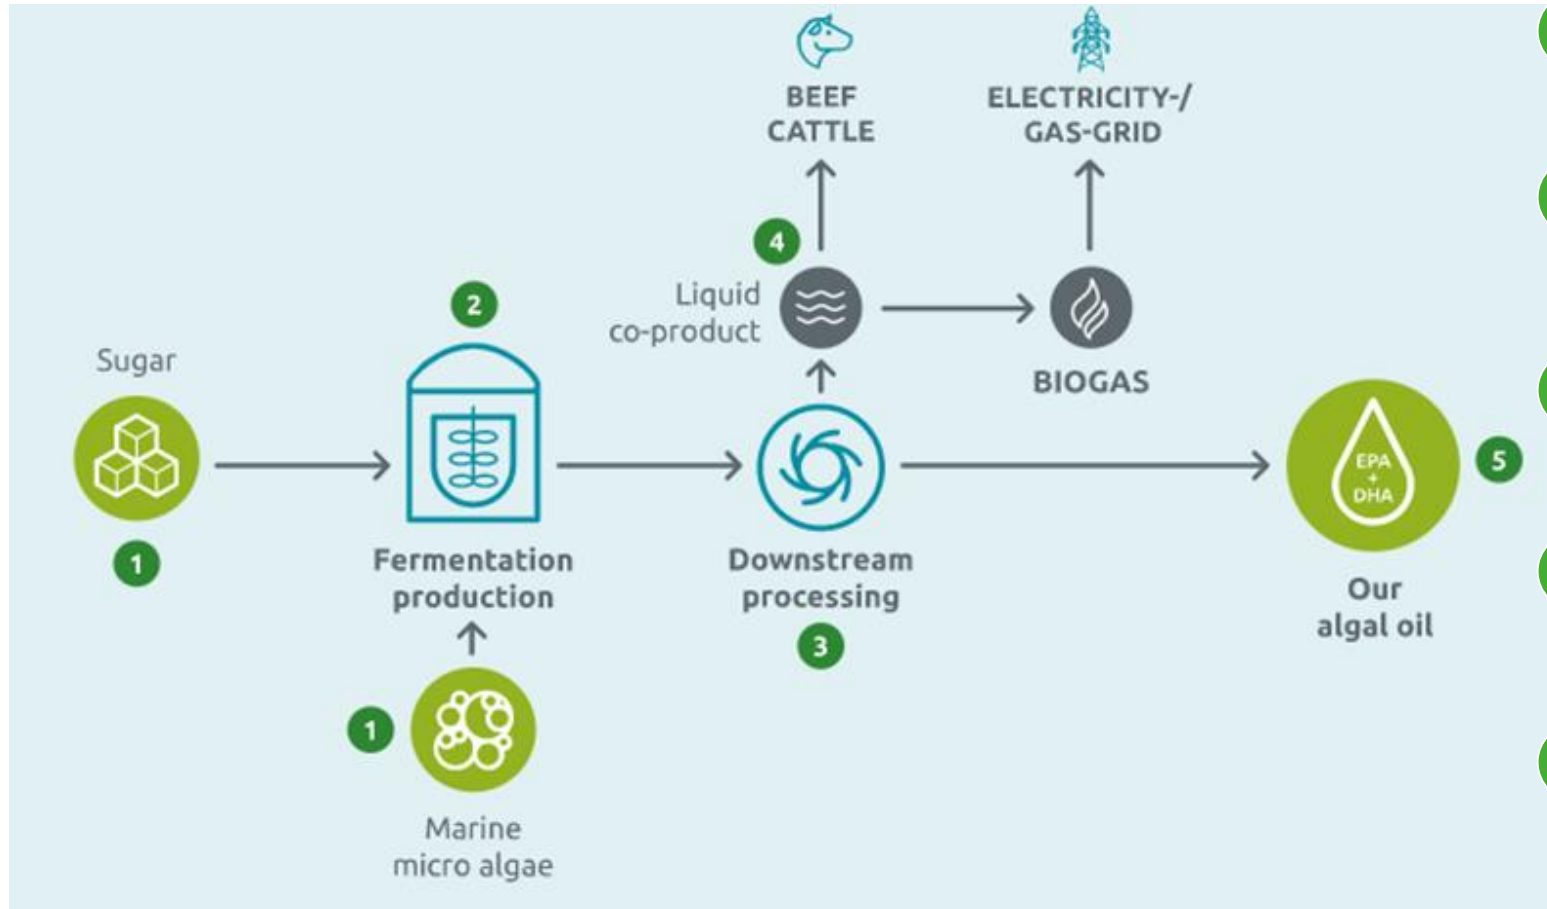 BEEF
CATTLE
ELECTRICITY-/
GAS-GRID
4
Liquid
co-product
BIOGAS
2
Sugar
1
Fermentation
production
Downstream
processing
3
EPA
+
DHA
5
Our
algal oil
1
Marine
micro algae